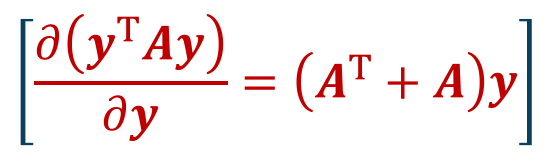 [∂(yᵀAy)/∂y = (Aᵀ + A)y]